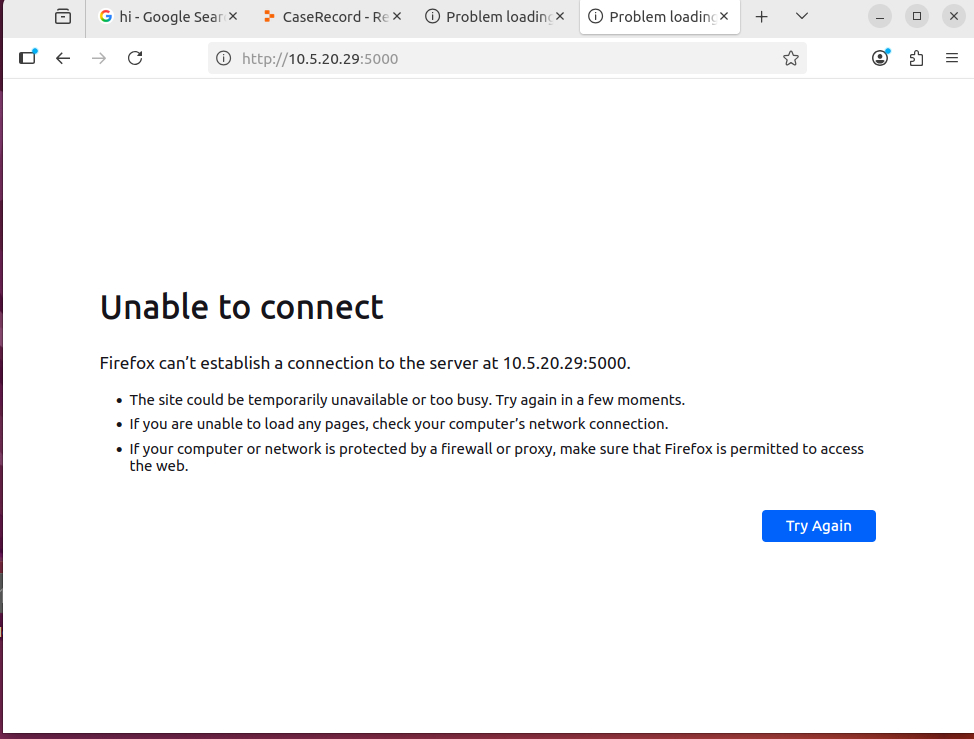 hi - Google Sear
CaseRecord - Re
Problem loading
Problem loading
http://10.5.20.29:5000
Unable to connect
Firefox can’t establish a connection to the server at 10.5.20.29:5000.
• The site could be temporarily unavailable or too busy. Try again in a few moments.
• If you are unable to load any pages, check your computer’s network connection.
• If your computer or network is protected by a firewall or proxy, make sure that Firefox is permitted to access
the web.
Try Again